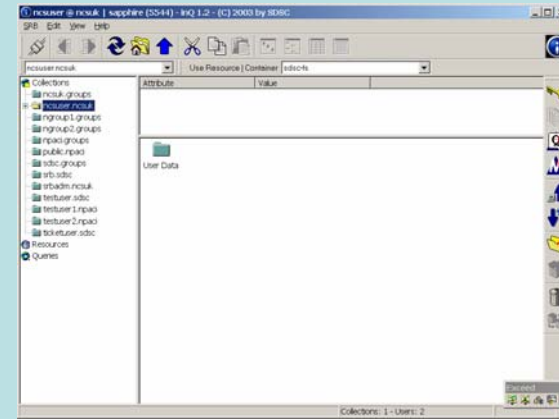 ncsuser @ ncsuk | sapphire (5544) - inQ 1.2 - (C) 2003 by SDSC
SRB Edit View Help
ncsuser.ncsuk Use Resource | Container sdsc-fs
Collections
ncsuk.groups
ncsuser.ncsuk
ngroup1.groups
ngroup2.groups
npaci.groups
public.npaci
sdsc.groups
srb.sdsc
srbadm.ncsuk
testuser.sdsc
testuser1.npaci
testuser2.npaci
ticketuser.sdsc
Resources
Queries
Attribute Value
User Data
Exceed
Collections: 1 - Users: 2